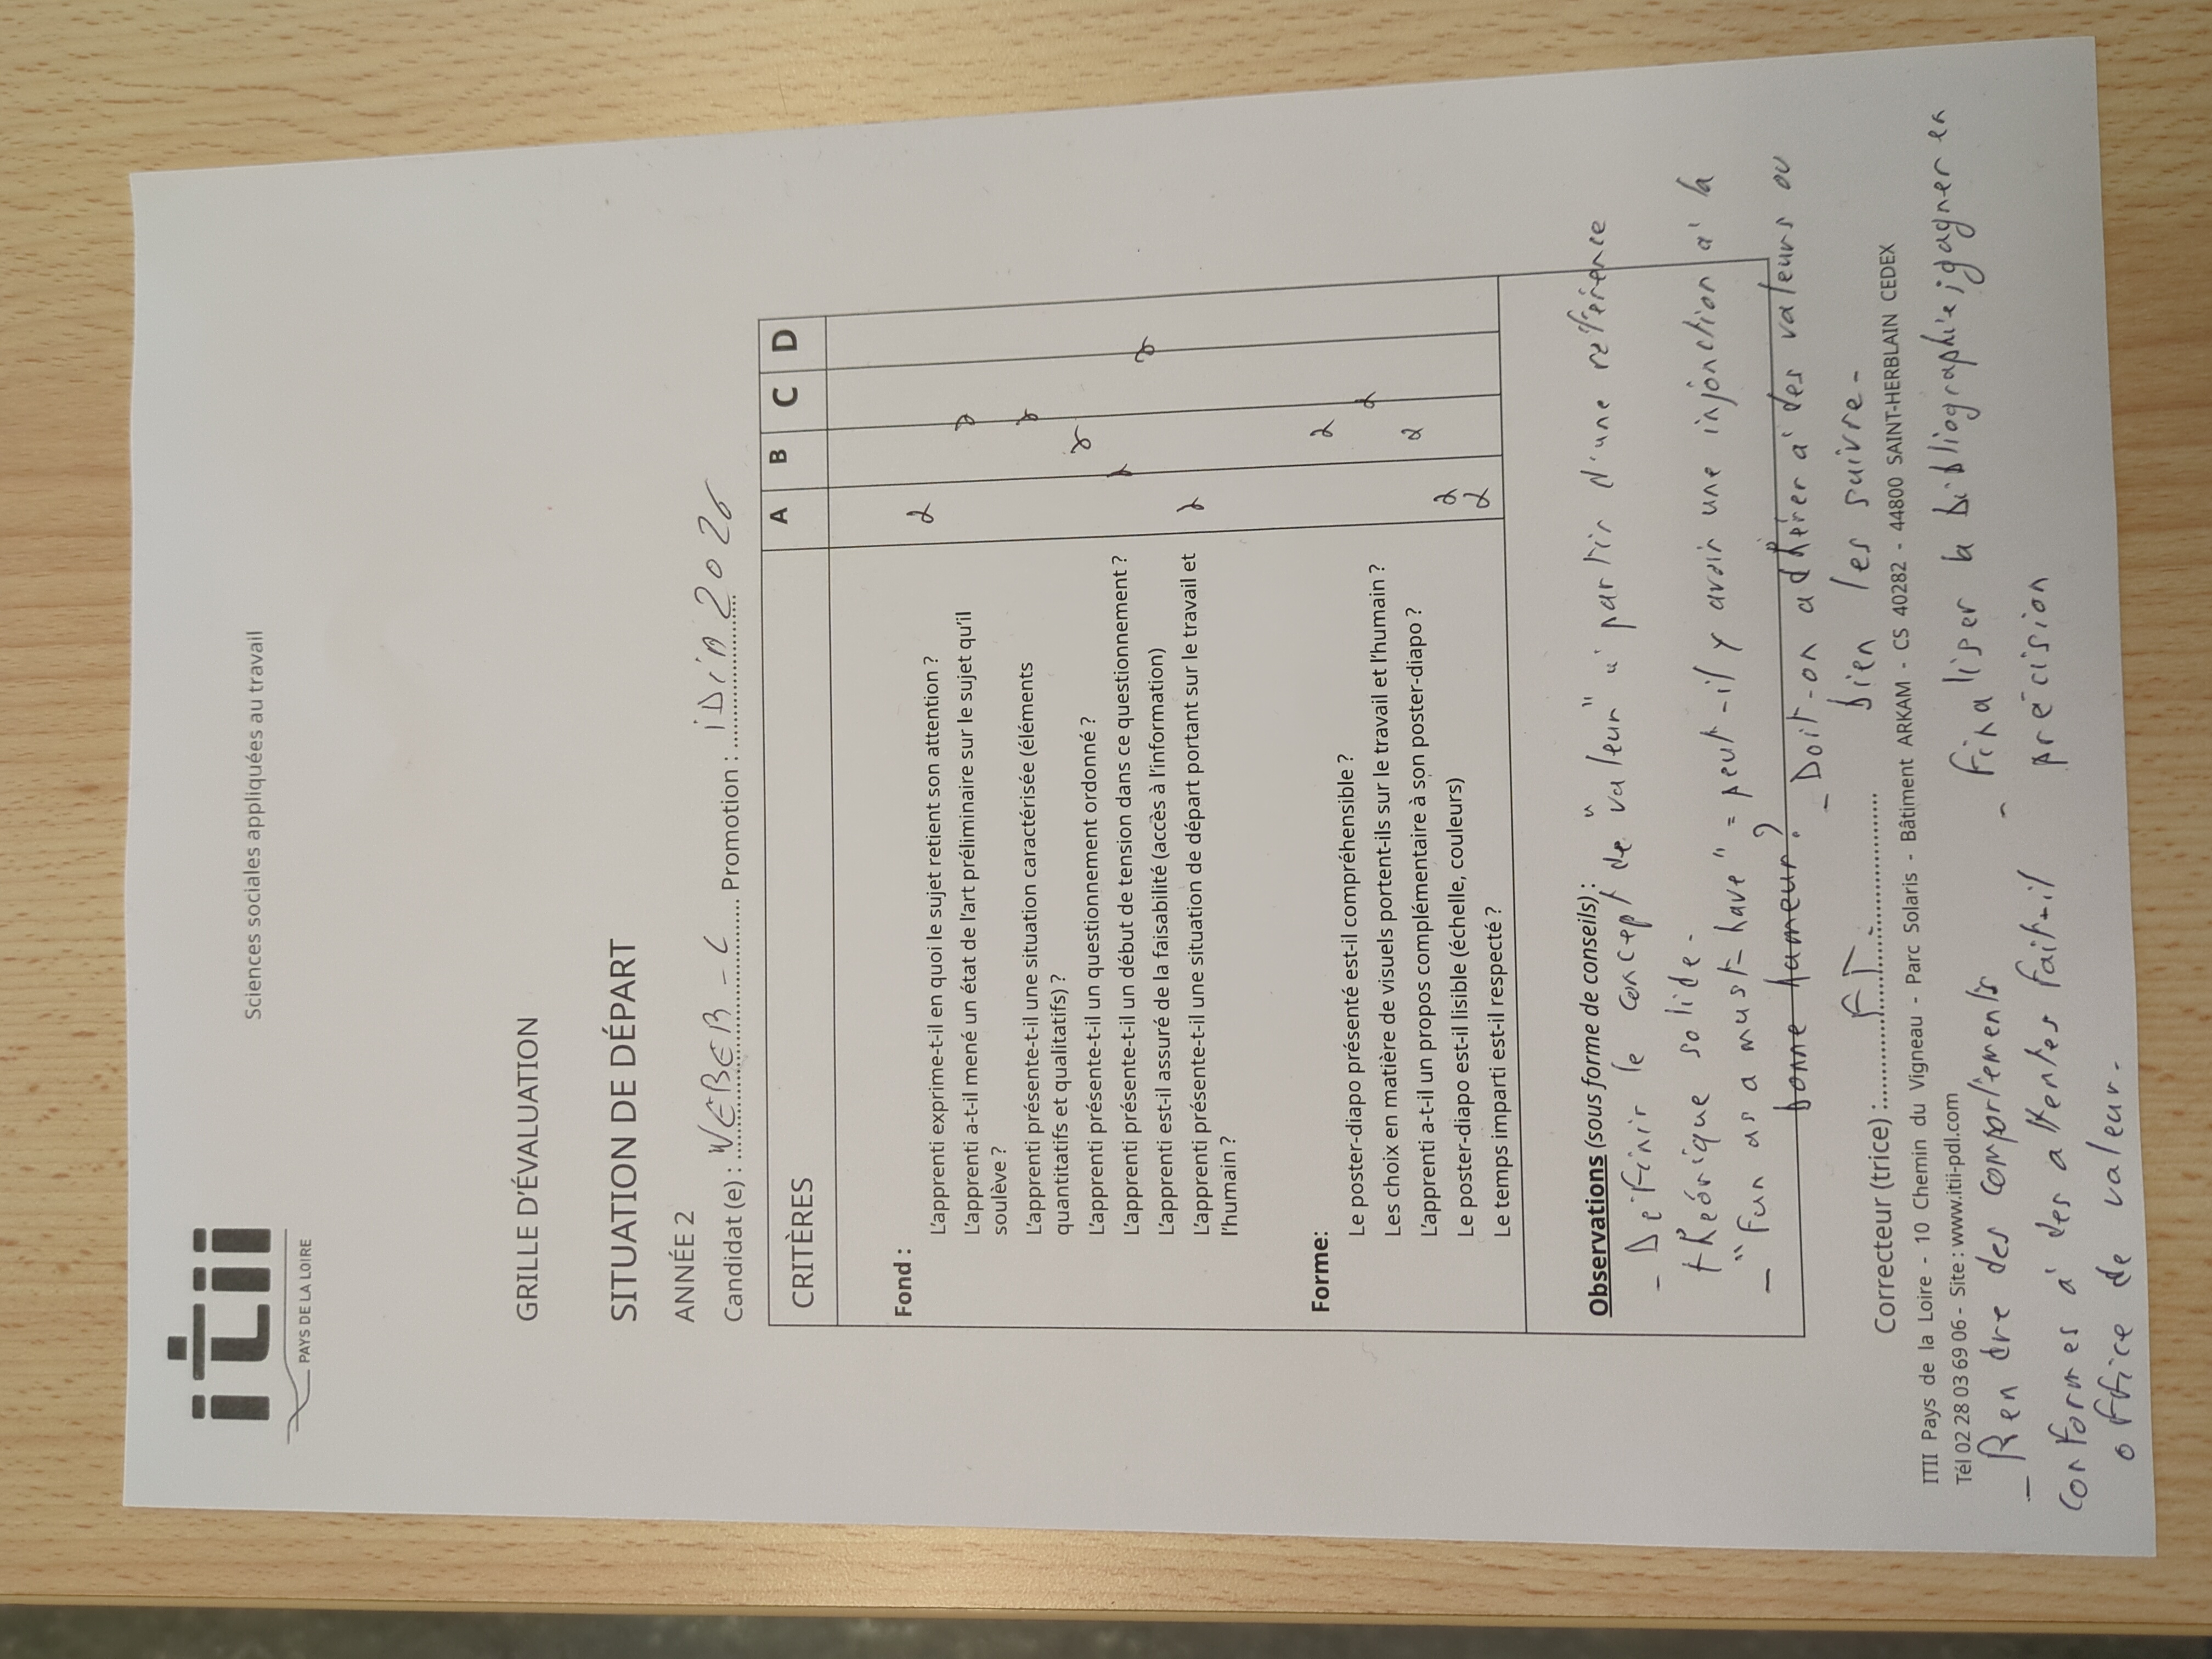 itii
PAYS DE LA LOIRE
Sciences sociales appliquées au travail
GRILLE D'ÉVALUATION
SITUATION DE DÉPART
ANNÉE 2
Candidat (e) : WEBER - L Promotion : 2026
CRITÈRES A B C D
Fond :
L'apprenti exprime-t-il en quoi le sujet retient son attention ?
L'apprenti a-t-il mené un état de l'art préliminaire sur le sujet qu'il
soulève ?
L'apprenti présente-t-il une situation caractérisée (éléments
quantitatifs et qualitatifs) ?
L'apprenti présente-t-il un questionnement ordonné ?
L'apprenti présente-t-il un début de tension dans ce questionnement ?
L'apprenti est-il assuré de la faisabilité (accès à l'information)
L'apprenti présente-t-il une situation de départ portant sur le travail et
l'humain ?
Forme:
Le poster-diapo présenté est-il compréhensible ?
Les choix en matière de visuels portent-ils sur le travail et l'humain ?
L'apprenti a-t-il un propos complémentaire à son poster-diapo ?
Le poster-diapo est-il lisible (échelle, couleurs)
Le temps imparti est-il respecté ?
Observations (sous forme de conseils) :
- Définir le concept de "valeur" à partir d'une référence
théorique solide.
- "fun as a must-have" = peut-il y avoir une injonction à la
bonne humeur ?
- Doit-on adhérer à des valeurs ou
bien les suivre -
Correcteur (trice) : FT
ITII Pays de la Loire - 10 Chemin du Vigneau - Parc Solaris - Bâtiment ARKAM - CS 40282 - 44800 SAINT-HERBLAIN CEDEX
Tél 02 28 03 69 06 - Site : www.itii-pdl.com
- Rendre des comportements
conformes à des attentes fait-il
office de valeur -
- Finaliser la bibliographie ; gagner en
précision